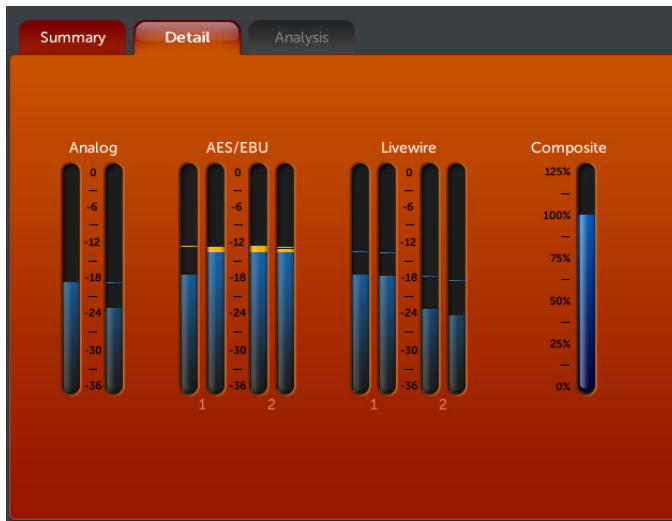 Summary Detail Analysis
Analog AES/EBU Livewire Composite
0 0 0 125%
-6 -6 -6 100%
-12 -12 -12 75%
-18 -18 -18 50%
-24 -24 -24 25%
-30 -30 -30 0%
-36 -36 -36
1 2 1 2